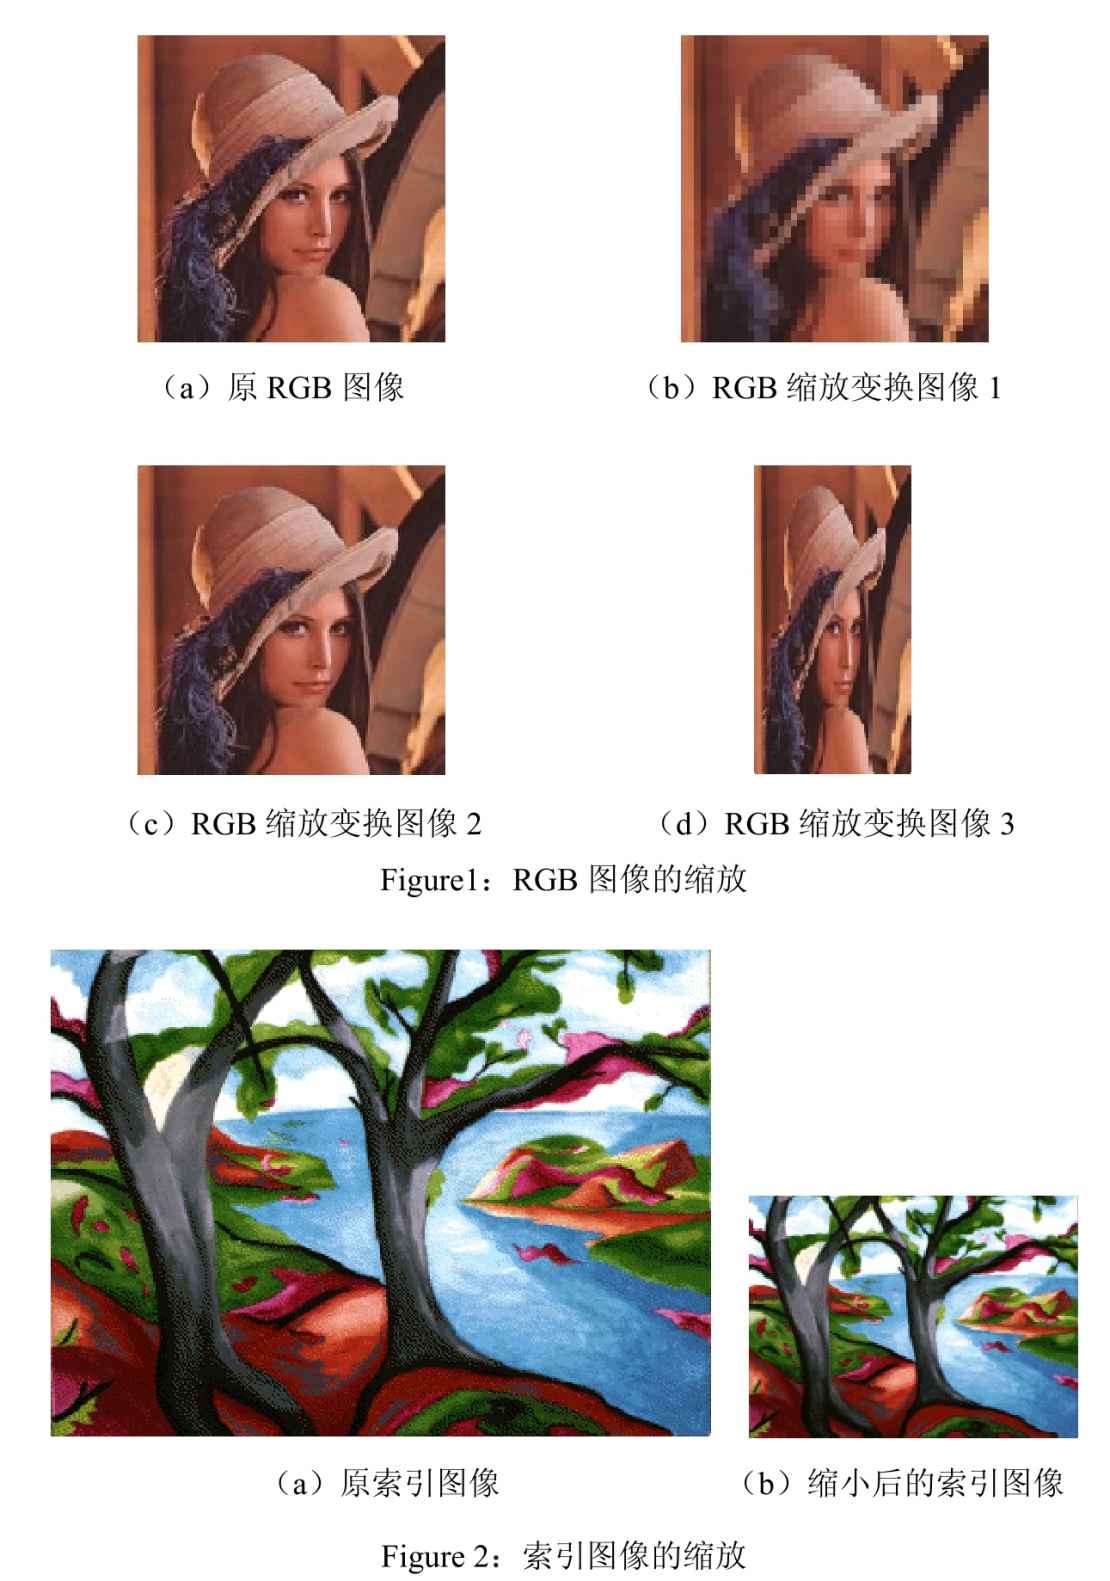 （a）原 RGB 图像
（b）RGB 缩放变换图像 1
（c）RGB 缩放变换图像 2
（d）RGB 缩放变换图像 3
Figure1：RGB 图像的缩放
（a）原索引图像
（b）缩小后的索引图像
Figure 2：索引图像的缩放